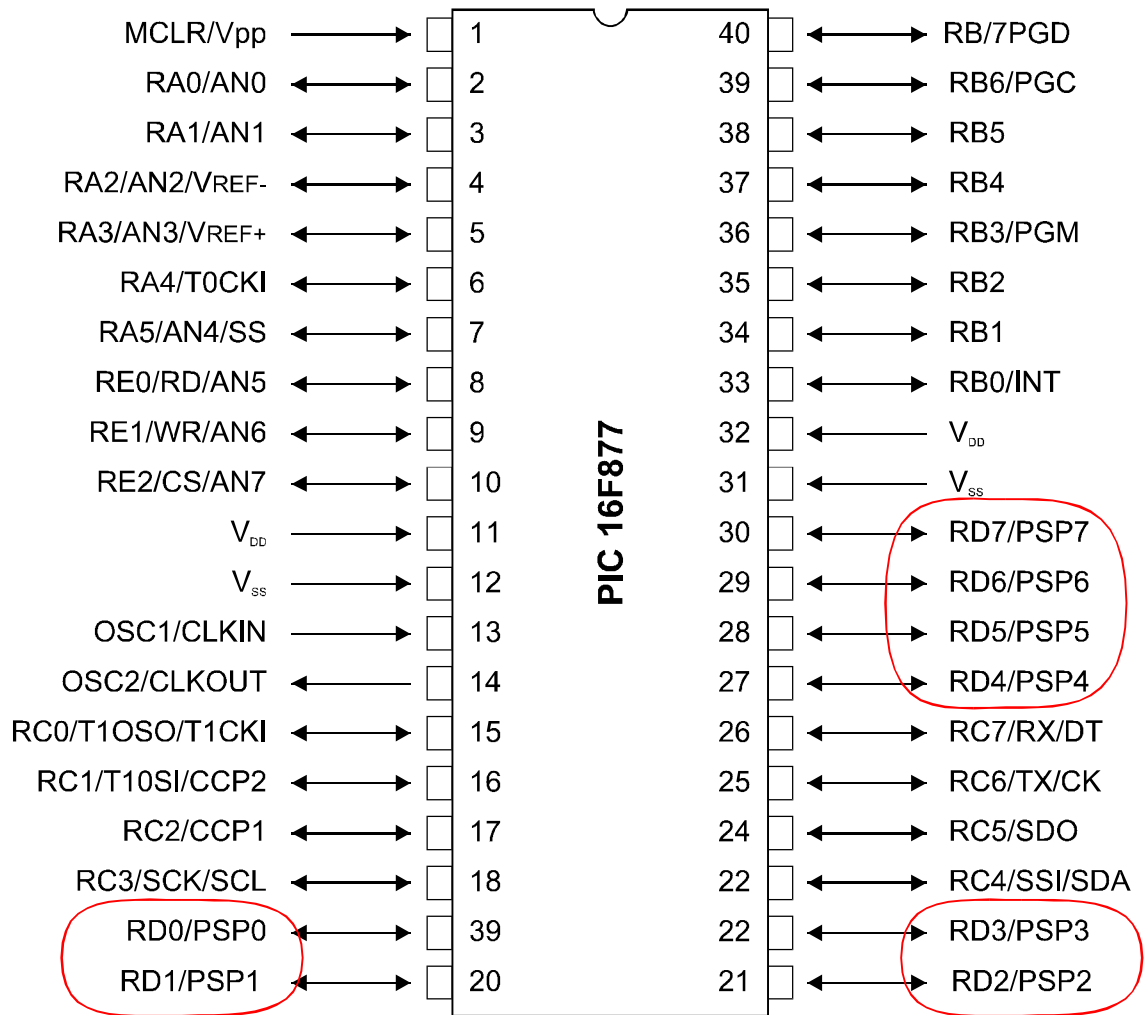 MCLR/Vpp 1 40 RB/7PGD
RA0/AN0 2 39 RB6/PGC
RA1/AN1 3 38 RB5
RA2/AN2/VREF- 4 37 RB4
RA3/AN3/VREF+ 5 36 RB3/PGM
RA4/T0CKI 6 35 RB2
RA5/AN4/SS 7 34 RB1
RE0/RD/AN5 8 33 RB0/INT
RE1/WR/AN6 9 32 VDD
RE2/CS/AN7 10 31 VSS
VDD 11 30 RD7/PSP7
VSS 12 29 RD6/PSP6
OSC1/CLKIN 13 28 RD5/PSP5
OSC2/CLKOUT 14 27 RD4/PSP4
RC0/T1OSO/T1CKI 15 26 RC7/RX/DT
RC1/T10SI/CCP2 16 25 RC6/TX/CK
RC2/CCP1 17 24 RC5/SDO
RC3/SCK/SCL 18 22 RC4/SSI/SDA
RD0/PSP0 39 22 RD3/PSP3
RD1/PSP1 20 21 RD2/PSP2
PIC 16F877